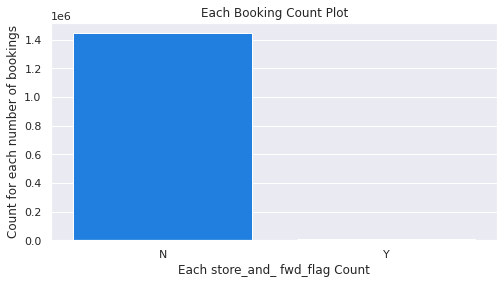 Each Booking Count Plot
1e6
1.4
1.2
1.0
0.8
0.6
0.4
0.2
0.0
Count for each number of bookings
N Y
Each store_and_ fwd_flag Count